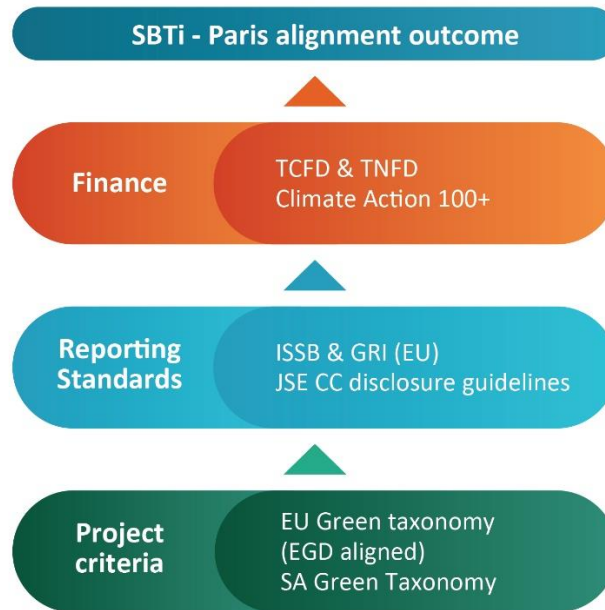 SBTi - Paris alignment outcome
Finance
TCFD & TNFD
Climate Action 100+
Reporting
Standards
ISSB & GRI (EU)
JSE CC disclosure guidelines
Project
criteria
EU Green taxonomy
(EGD aligned)
SA Green Taxonomy